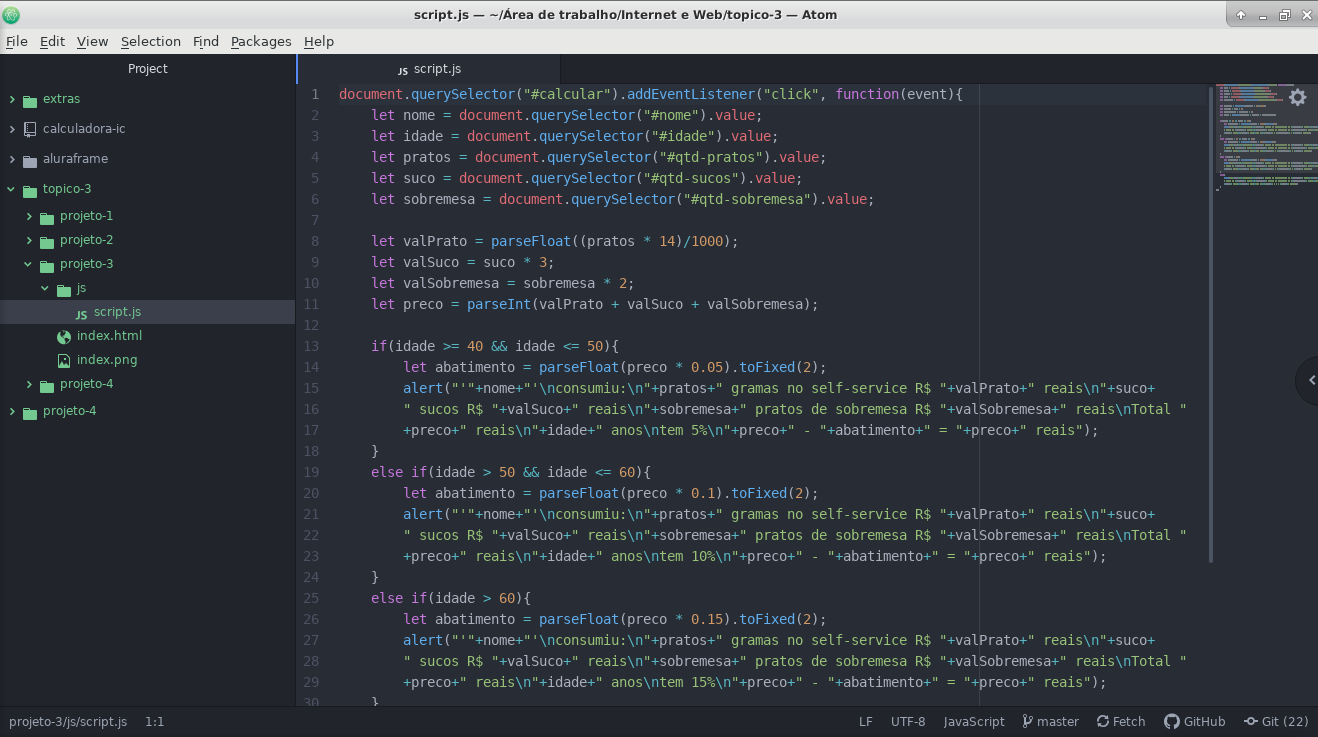 script.js — ~/Área de trabalho/Internet e Web/topico-3 — Atom
File Edit View Selection Find Packages Help
Project
extras
calculadora-ic
aluraframe
topico-3
projeto-1
projeto-2
projeto-3
js
JS script.js
index.html
index.png
projeto-4
projeto-4
JS script.js
1 document.querySelector("#calcular").addEventListener("click", function(event){
2 let nome = document.querySelector("#nome").value;
3 let idade = document.querySelector("#idade").value;
4 let pratos = document.querySelector("#qtd-pratos").value;
5 let suco = document.querySelector("#qtd-sucos").value;
6 let sobremesa = document.querySelector("#qtd-sobremesa").value;
7
8 let valPrato = parseFloat((pratos * 14)/1000);
9 let valSuco = suco * 3;
10 let valSobremesa = sobremesa * 2;
11 let preco = parseInt(valPrato + valSuco + valSobremesa);
12
13 if(idade >= 40 && idade <= 50){
14 let abatimento = parseFloat(preco * 0.05).toFixed(2);
15 alert("'"+nome+"'\nconsumiu:\n"+pratos+" gramas no self-service R$ "+valPrato+" reais\n"+suco+
16 " sucos R$ "+valSuco+" reais\n"+sobremesa+" pratos de sobremesa R$ "+valSobremesa+" reais\nTotal "
17 +preco+" reais\n"+idade+" anos\ntem 5%\n"+preco+" - "+abatimento+" = "+preco+" reais");
18 }
19 else if(idade > 50 && idade <= 60){
20 let abatimento = parseFloat(preco * 0.1).toFixed(2);
21 alert("'"+nome+"'\nconsumiu:\n"+pratos+" gramas no self-service R$ "+valPrato+" reais\n"+suco+
22 " sucos R$ "+valSuco+" reais\n"+sobremesa+" pratos de sobremesa R$ "+valSobremesa+" reais\nTotal "
23 +preco+" reais\n"+idade+" anos\ntem 10%\n"+preco+" - "+abatimento+" = "+preco+" reais");
24 }
25 else if(idade > 60){
26 let abatimento = parseFloat(preco * 0.15).toFixed(2);
27 alert("'"+nome+"'\nconsumiu:\n"+pratos+" gramas no self-service R$ "+valPrato+" reais\n"+suco+
28 " sucos R$ "+valSuco+" reais\n"+sobremesa+" pratos de sobremesa R$ "+valSobremesa+" reais\nTotal "
29 +preco+" reais\n"+idade+" anos\ntem 15%\n"+preco+" - "+abatimento+" = "+preco+" reais");
30 }
projeto-3/js/script.js 1:1 LF UTF-8 JavaScript master Fetch GitHub Git (22)